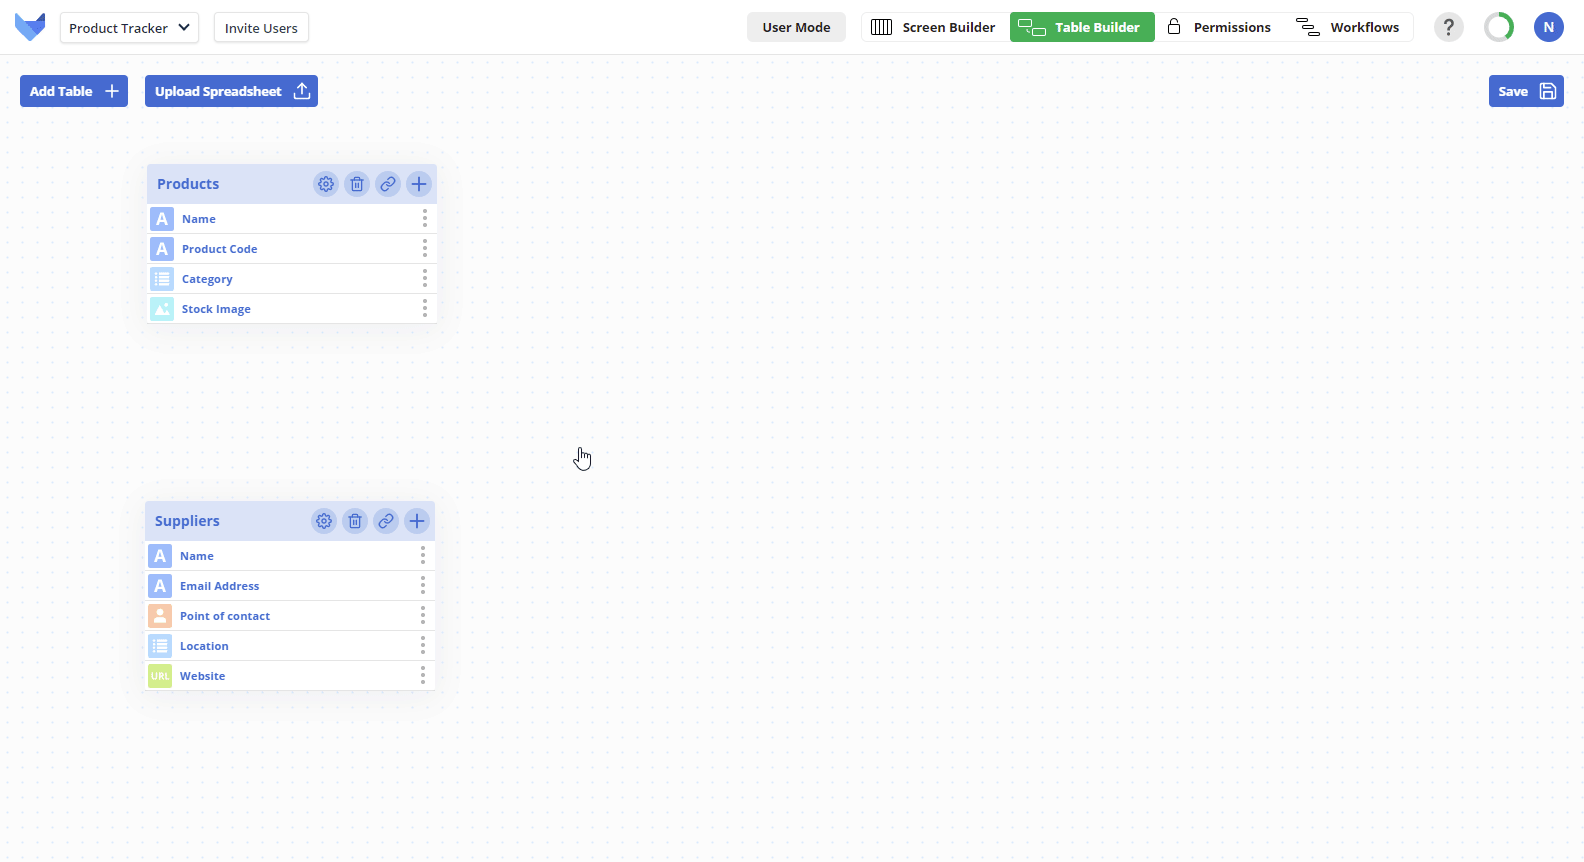 Product Tracker
Invite Users
User Mode
Screen Builder
Table Builder
Permissions
Workflows
?
N
Add Table
Upload Spreadsheet
Save
Products
A Name
A Product Code
Category
Stock Image
Suppliers
A Name
A Email Address
Point of contact
Location
URL Website